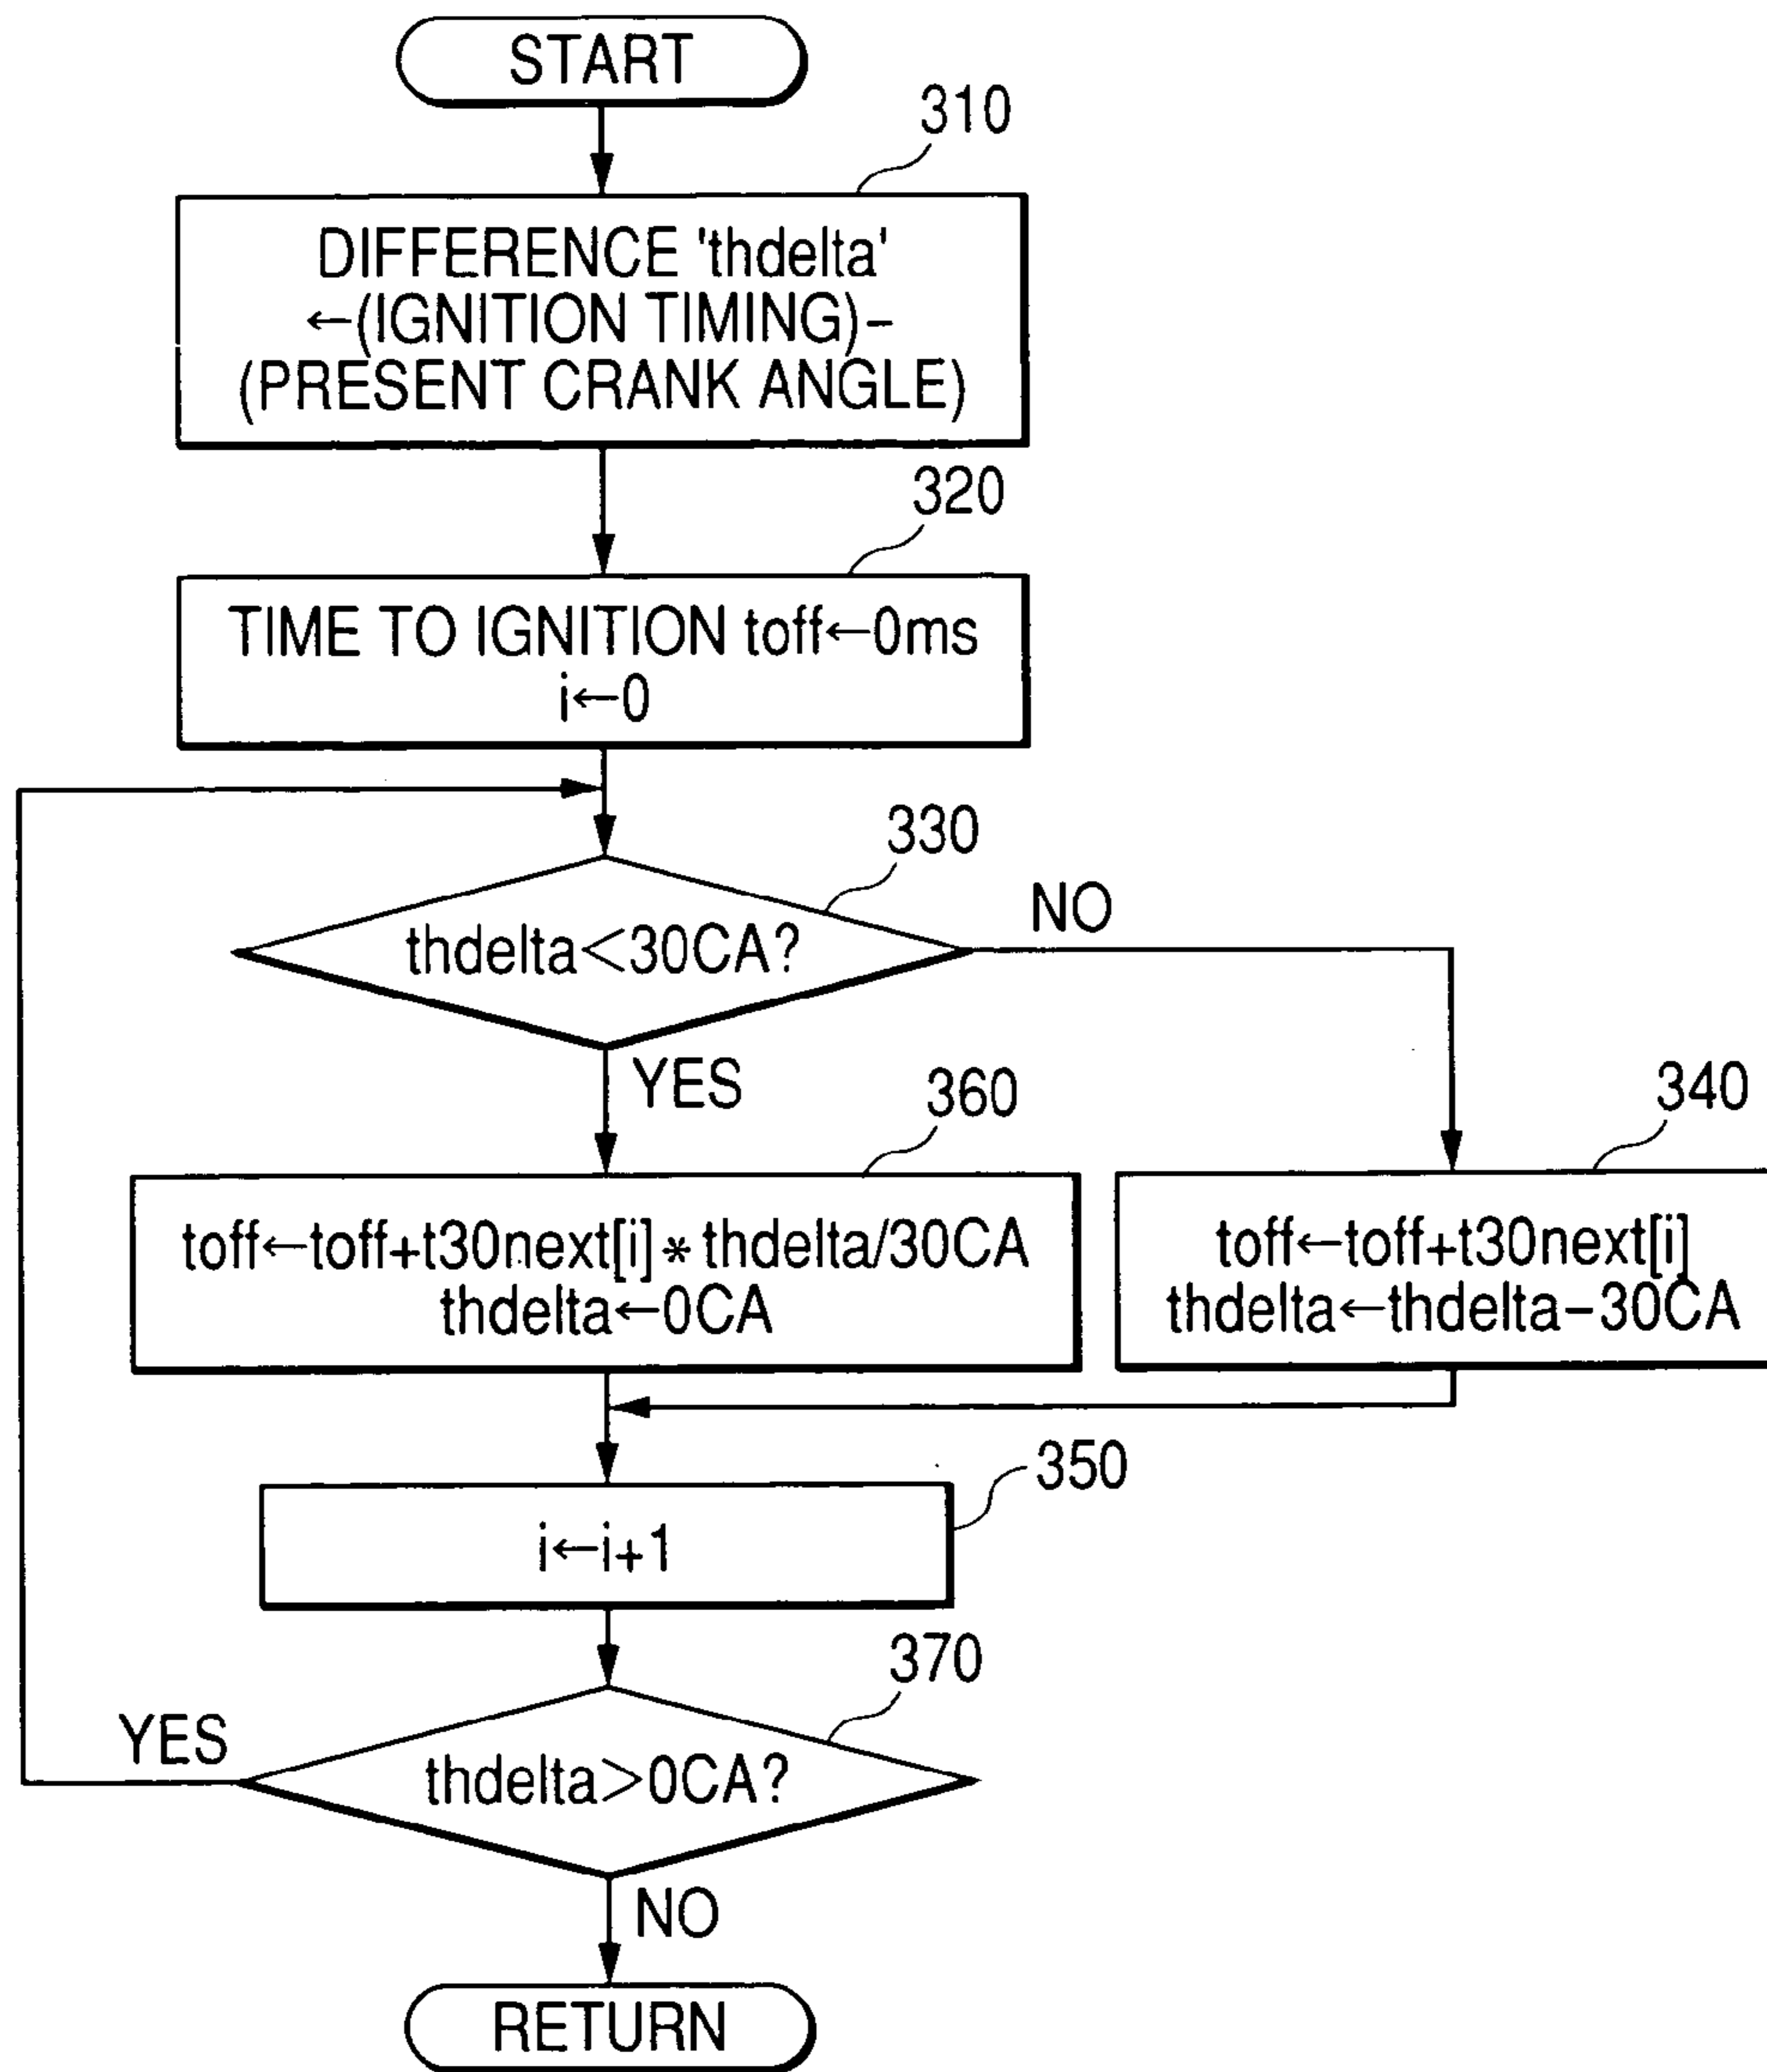 START
310
DIFFERENCE 'thdelta'
←(IGNITION TIMING)−
(PRESENT CRANK ANGLE)
320
TIME TO IGNITION toff←0ms
i←0
330
thdelta<30CA?
NO
YES
360
toff←toff+t30next[i]* thdelta/30CA
thdelta←0CA
340
toff←toff+t30next[i]
thdelta←thdelta−30CA
350
i←i+1
370
thdelta>0CA?
YES
NO
RETURN